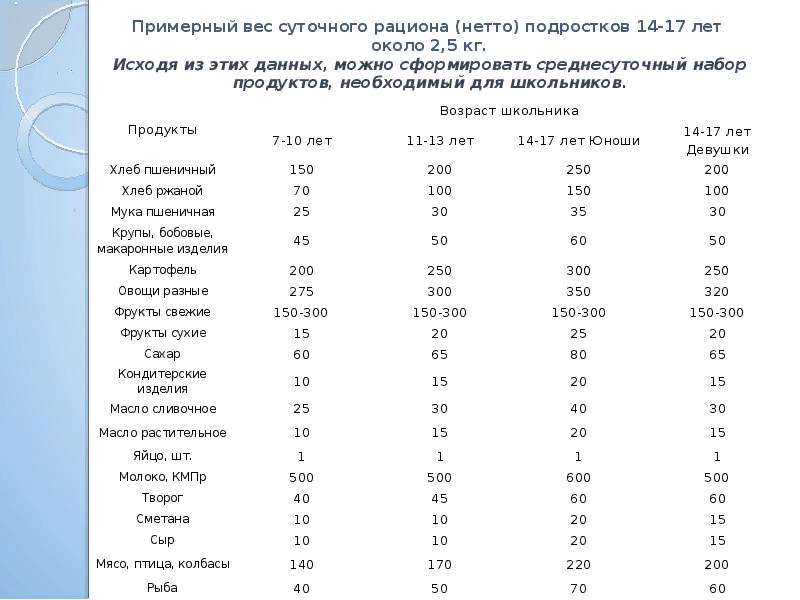 Примерный вес суточного рациона (нетто) подростков 14-17 лет
около 2,5 кг.
Исходя из этих данных, можно сформировать среднесуточный набор
продуктов, необходимый для школьников.
Продукты
Возраст школьника
7-10 лет 11-13 лет 14-17 лет Юноши 14-17 лет
Девушки
Хлеб пшеничный 150 200 250 200
Хлеб ржаной 70 100 150 100
Мука пшеничная 25 30 35 30
Крупы, бобовые,
макаронные изделия 45 50 60 50
Картофель 200 250 300 250
Овощи разные 275 300 350 320
Фрукты свежие 150-300 150-300 150-300 150-300
Фрукты сухие 15 20 25 20
Сахар 60 65 80 65
Кондитерские
изделия 10 15 20 15
Масло сливочное 25 30 40 30
Масло растительное 10 15 20 15
Яйцо, шт. 1 1 1 1
Молоко, КМПр 500 500 600 500
Творог 40 45 60 60
Сметана 10 10 20 15
Сыр 10 10 20 15
Мясо, птица, колбасы 140 170 220 200
Рыба 40 50 70 60